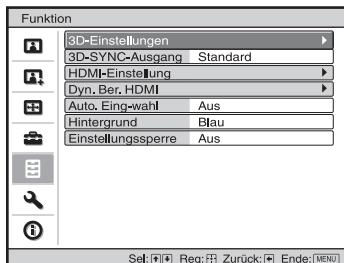 Funktion
3D-Einstellungen
3D-SYNC-Ausgang Standard
HDMI-Einstellung
Dyn. Ber. HDMI
Auto. Eing-wahl Aus
Hintergrund Blau
Einstellungssperre Aus
Sel: Reg: Zurück: Ende: MENU